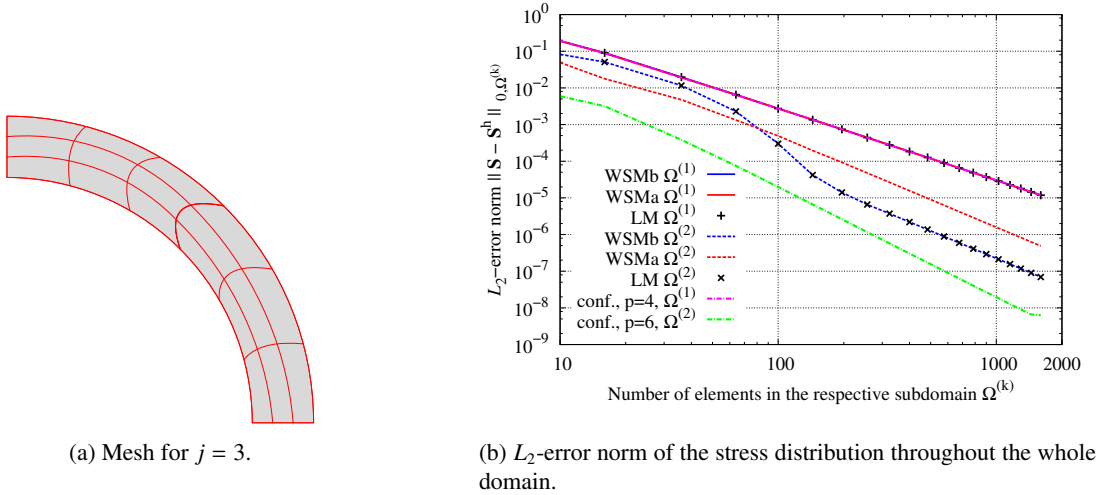 10^0
10^-1
10^-2
10^-3
10^-4
10^-5
10^-6
10^-7
10^-8
10^-9
L_2−error norm || S − S^h || _0,Ω^(k)
WSMb Ω^(1)
WSMa Ω^(1)
LM Ω^(1)
WSMb Ω^(2)
WSMa Ω^(2)
LM Ω^(2)
conf., p=4, Ω^(1)
conf., p=6, Ω^(2)
10 100 1000 2000
Number of elements in the respective subdomain Ω^(k)
(a) Mesh for j = 3.
(b) L_2-error norm of the stress distribution throughout the whole
domain.